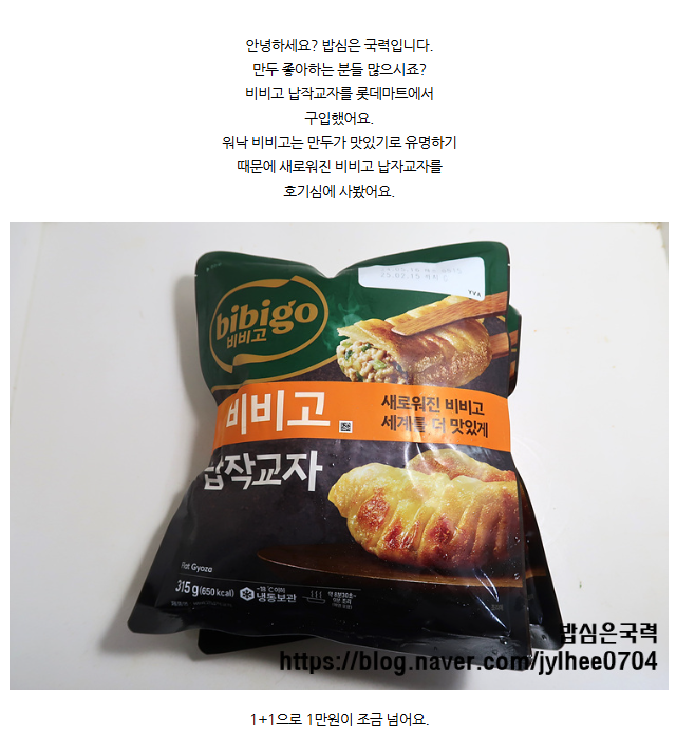 안녕하세요? 밥심은 국력입니다.
만두 좋아하는 분들 많으시죠?
비비고 납작교자를 롯데마트에서
구입했어요.
워낙 비비고는 만두가 맛있기로 유명하기
때문에 새로워진 비비고 납자교자를
호기심에 사봤어요.
bibigo
비비고
비비고
새로워진 비비고
세계를 더 맛있게
납작교자
Flat Gyoza
315g (650 kcal)
-18℃이하
냉동보관
밥심은국력
https://blog.naver.com/jylhee0704
1+1으로 1만원이 조금 넘어요.